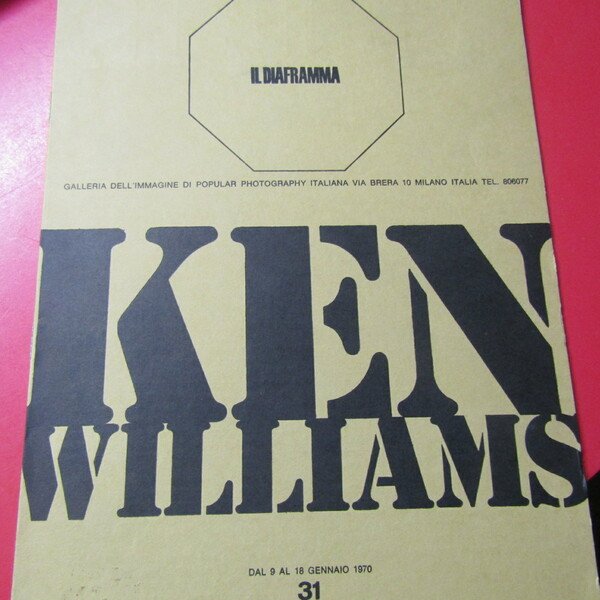 IL DIAFRAMMA
GALLERIA DELL'IMMAGINE DI POPULAR PHOTOGRAPHY ITALIANA VIA BRERA 10 MILANO ITALIA TEL. 806077
KEN
WILLIAMS
DAL 9 AL 18 GENNAIO 1970
31